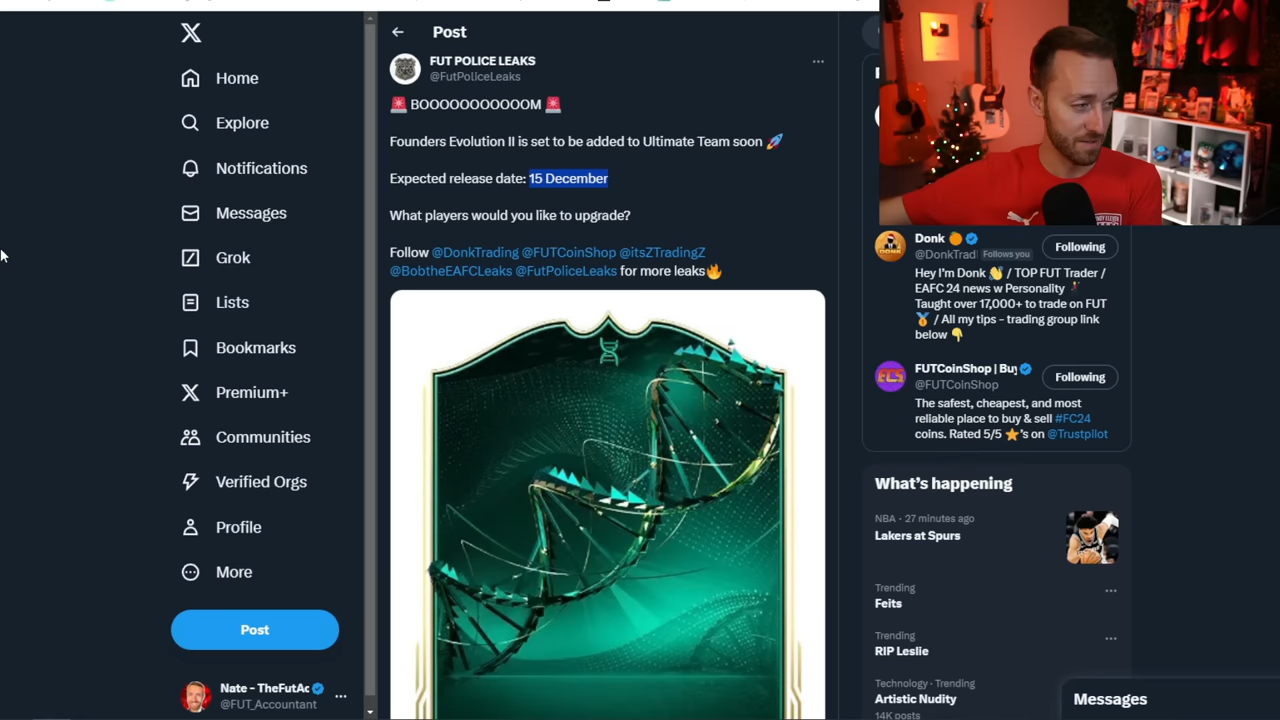 Home
Explore
Notifications
Messages
Grok
Lists
Bookmarks
Premium+
Communities
Verified Orgs
Profile
More
Post
Nate - TheFutAc
@FUT_Accountant
Post
FUT POLICE LEAKS
@FutPoliceLeaks
🚨 BOOOOOOOOOOOM 🚨
Founders Evolution II is set to be added to Ultimate Team soon 🚀
Expected release date: 15 December
What players would you like to upgrade?
Follow @DonkTrading @FUTCoinShop @itsZTradingZ
@BobtheEAFCLeaks @FutPoliceLeaks for more leaks🔥
Donk 🍊
@DonkTrad Follows you
Following
Hey I'm Donk 👋 / TOP FUT Trader /
EAFC 24 news w Personality 🕺🏿
Taught over 17,000+ to trade on FUT
🏅 / All my tips - trading group link
below 👇
FCS
FUTCoinShop | Buy
@FUTCoinShop
Following
The safest, cheapest, and most
reliable place to buy & sell #FC24
coins. Rated 5/5 ⭐'s on @Trustpilot
What's happening
NBA · 27 minutes ago
Lakers at Spurs
Trending
Feits
Trending
RIP Leslie
Technology · Trending
Artistic Nudity
14K posts
Messages